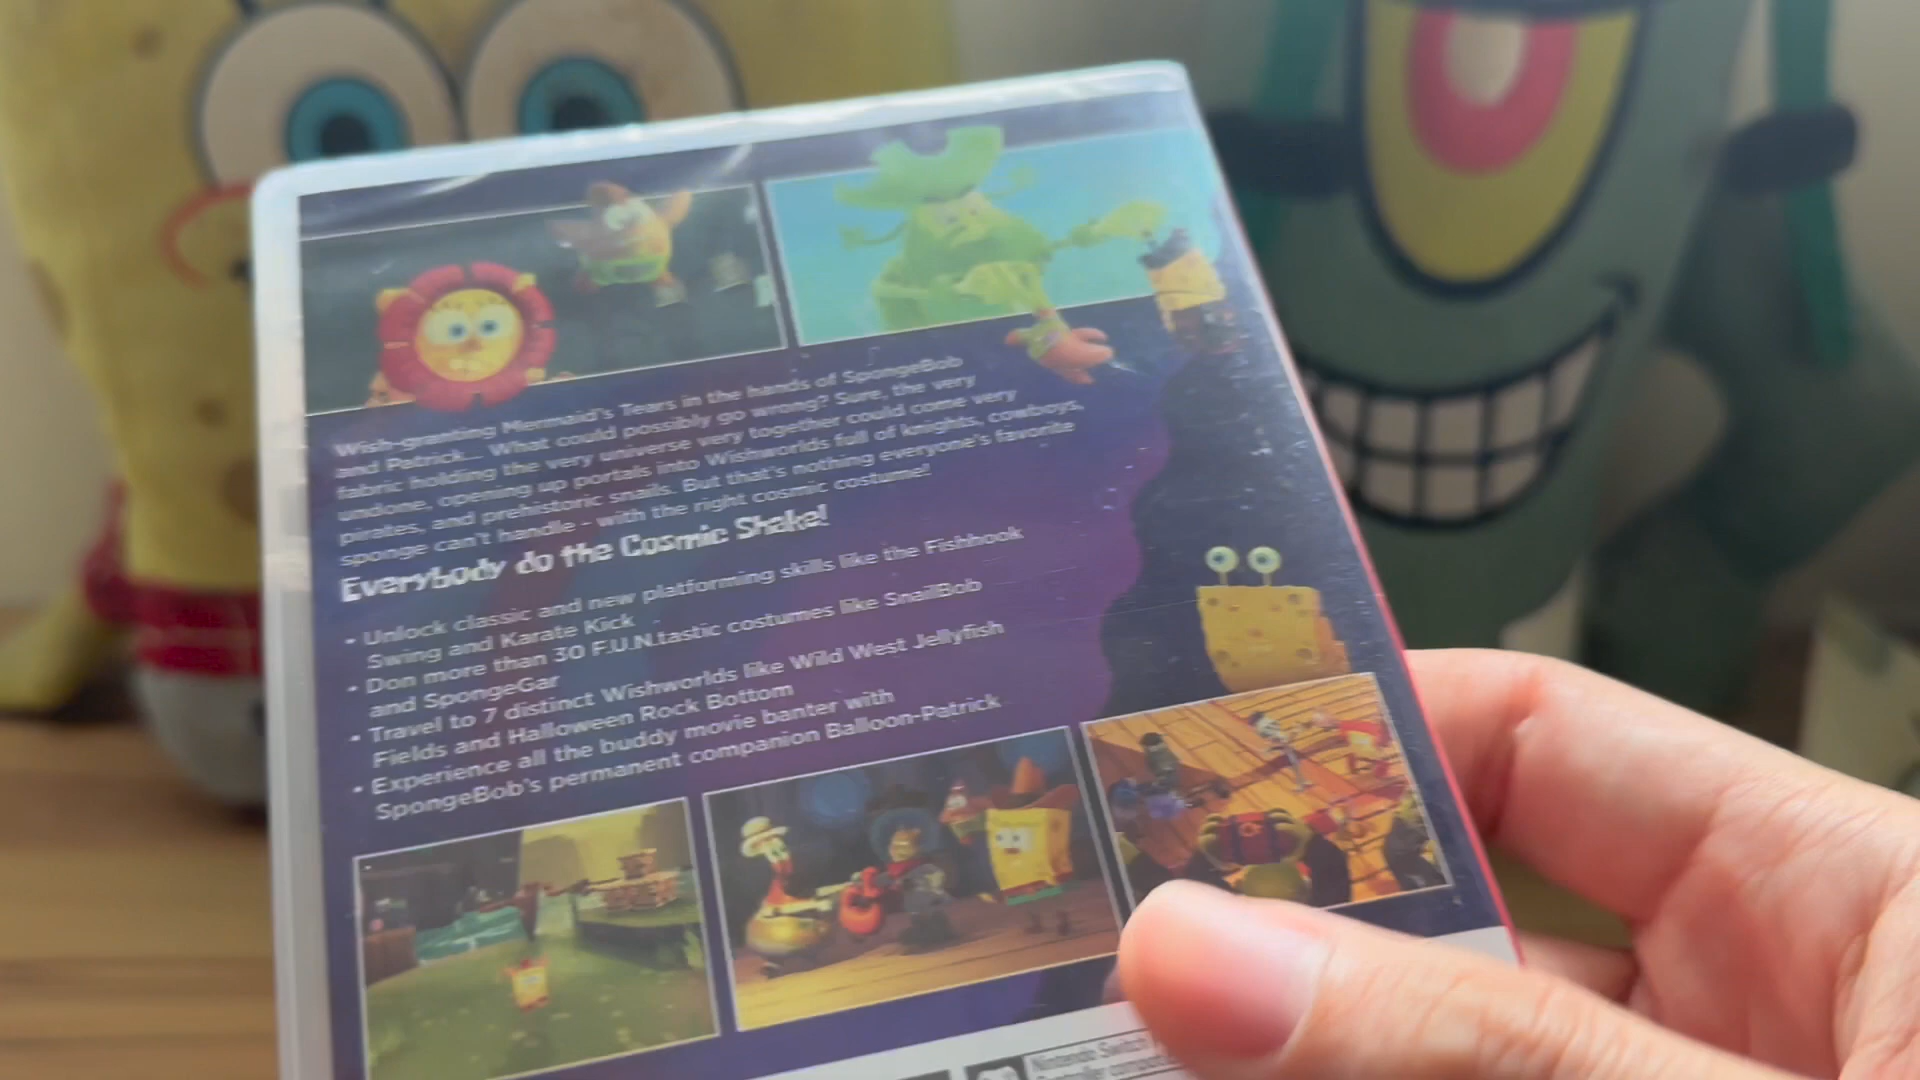 Wish-granting Mermaid's Tears in the hands of SpongeBob
and Patrick... What could possibly go wrong? Sure, the very
fabric holding the very universe very together could come very
undone, opening up portals into Wishworlds full of knights, cowboys,
pirates, and prehistoric snails. But that's nothing everyone's favorite
sponge can't handle - with the right cosmic costume!
Everybody do the Cosmic Shake!
• Unlock classic and new platforming skills like the Fishhook
Swing and Karate Kick
• Don more than 30 F.U.N.tastic costumes like SnailBob
and SpongeGar
• Travel to 7 distinct Wishworlds like Wild West Jellyfish
Fields and Halloween Rock Bottom
• Experience all the buddy movie banter with
SpongeBob's permanent companion Balloon-Patrick
Nintendo Switch